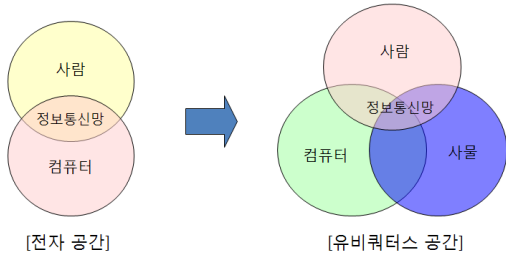 사람
정보통신망
컴퓨터
[전자 공간]
사람
정보통신망
컴퓨터
사물
[유비쿼터스 공간]